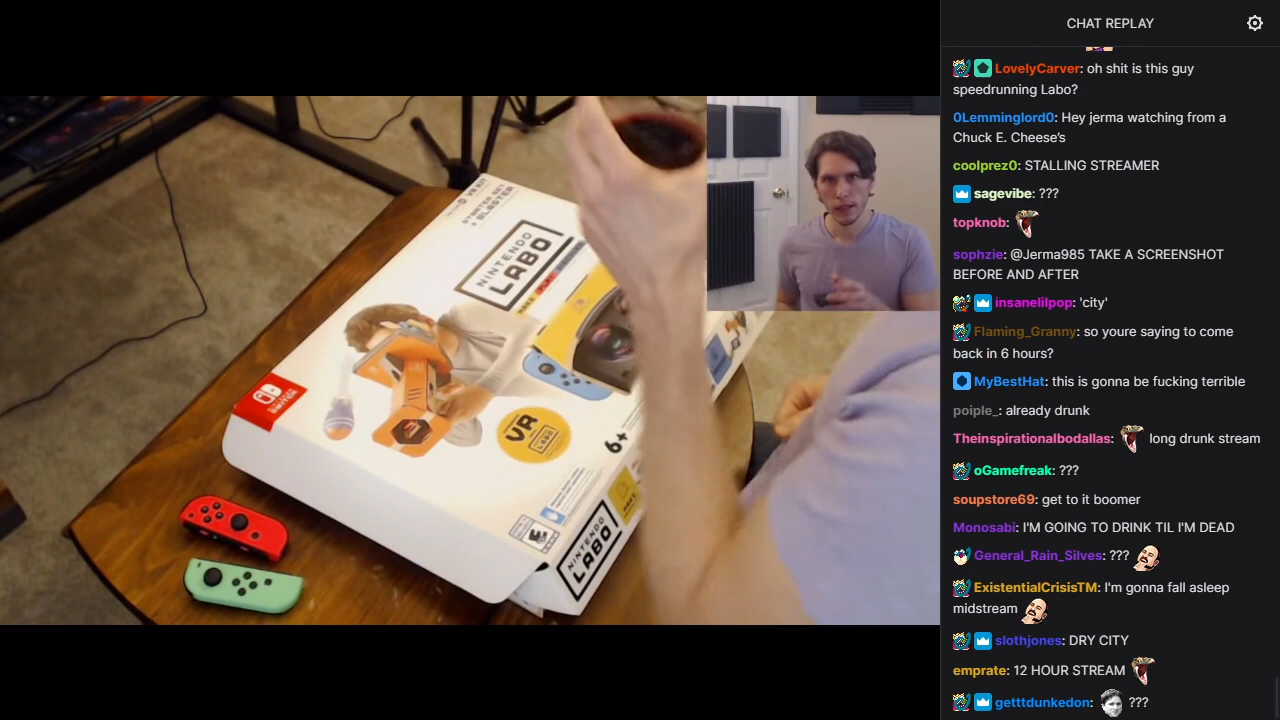 CHAT REPLAY
LovelyCarver: oh shit is this guy
speedrunning Labo?
0Lemminglord0: Hey jerma watching from a
Chuck E. Cheese's
coolprez0: STALLING STREAMER
sagevibe: ???
topknob:
sophzie: @Jerma985 TAKE A SCREENSHOT
BEFORE AND AFTER
insanelilpop: 'city'
Flaming_Granny: so youre saying to come
back in 6 hours?
MyBestHat: this is gonna be fucking terrible
poiple_: already drunk
Theinspirationalbodallas: long drunk stream
oGamefreak: ???
soupstore69: get to it boomer
Monosabi: I'M GOING TO DRINK TIL I'M DEAD
General_Rain_Silves: ???
ExistentialCrisisTM: I'm gonna fall asleep
midstream
slothjones: DRY CITY
emprate: 12 HOUR STREAM
getttdunkedon: ???
STARTER SET
+ BLASTER
NINTENDO
LABO
SWITCH
VR
6+
E
NINTENDO
LABO